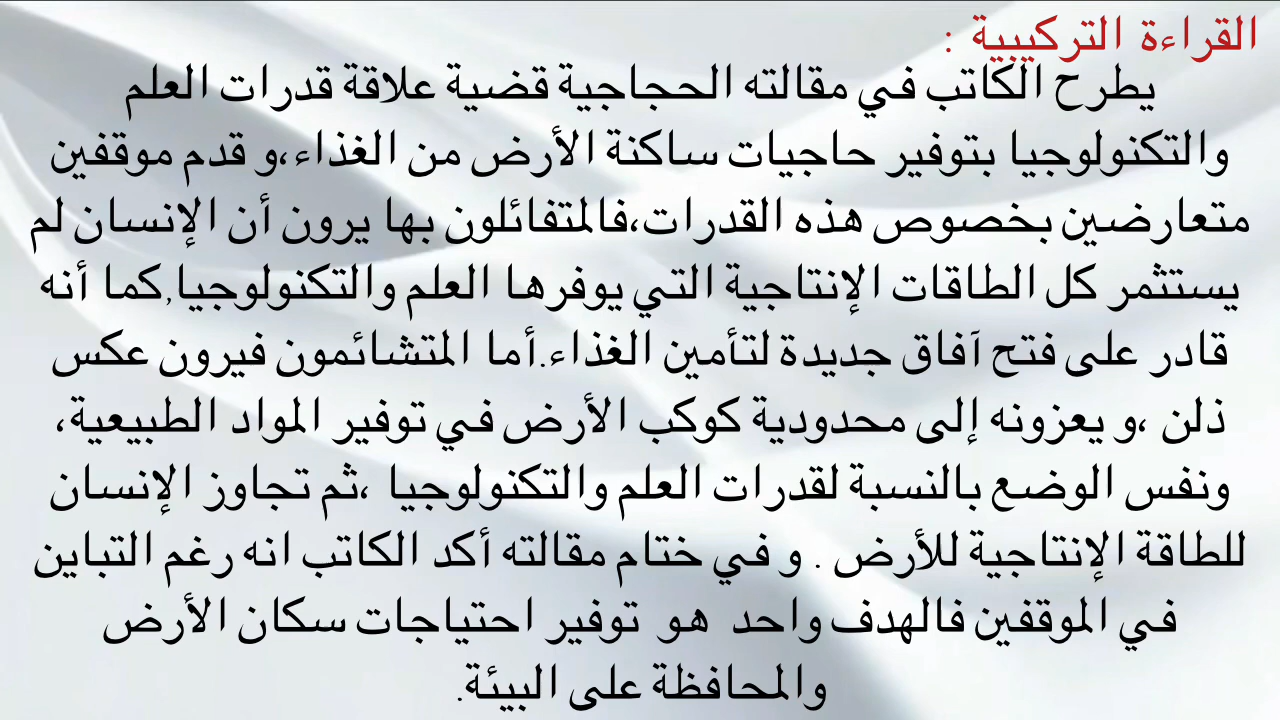 القراءة التركيبية :
يطرح الكاتب في مقالته الحجاجية قضية علاقة قدرات العلم
والتكنولوجيا بتوفير حاجيات ساكنة الأرض من الغذاء،و قدم موقفين
متعارضين بخصوص هذه القدرات،فالمتفائلون بها يرون أن الإنسان لم
يستثمر كل الطاقات الإنتاجية التي يوفرها العلم والتكنولوجيا,كما أنه
قادر على فتح آفاق جديدة لتأمين الغذاء.أما المتشائمون فيرون عكس
ذلن ،و يعزونه إلى محدودية كوكب الأرض في توفير المواد الطبيعية،
ونفس الوضع بالنسبة لقدرات العلم والتكنولوجيا ،ثم تجاوز الإنسان
للطاقة الإنتاجية للأرض . و في ختام مقالته أكد الكاتب انه رغم التباين
في الموقفين فالهدف واحد هو توفير احتياجات سكان الأرض
والمحافظة على البيئة.